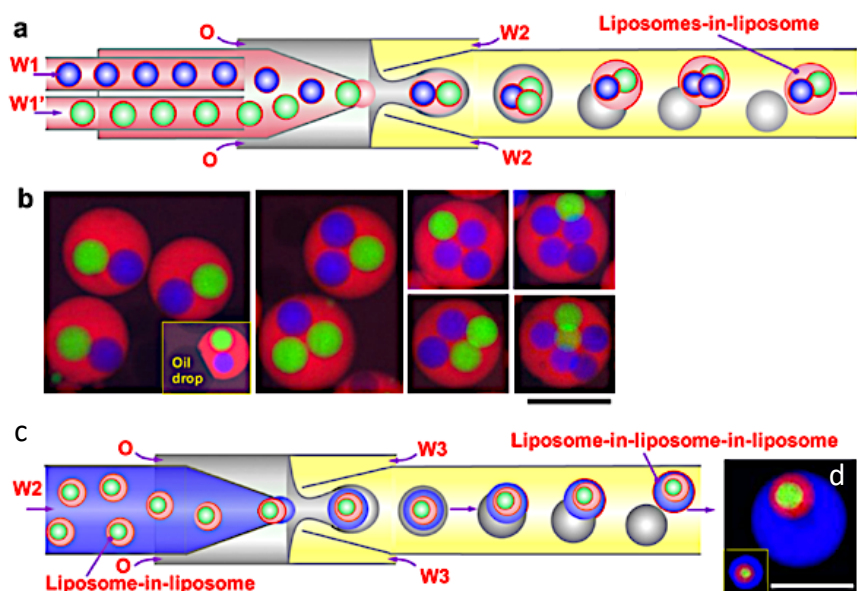 a
O
W2
Liposomes-in-liposome
W1
W1'
O
W2
b
Oil
drop
c
O
W3
Liposome-in-liposome-in-liposome
d
W2
Liposome-in-liposome
O
W3